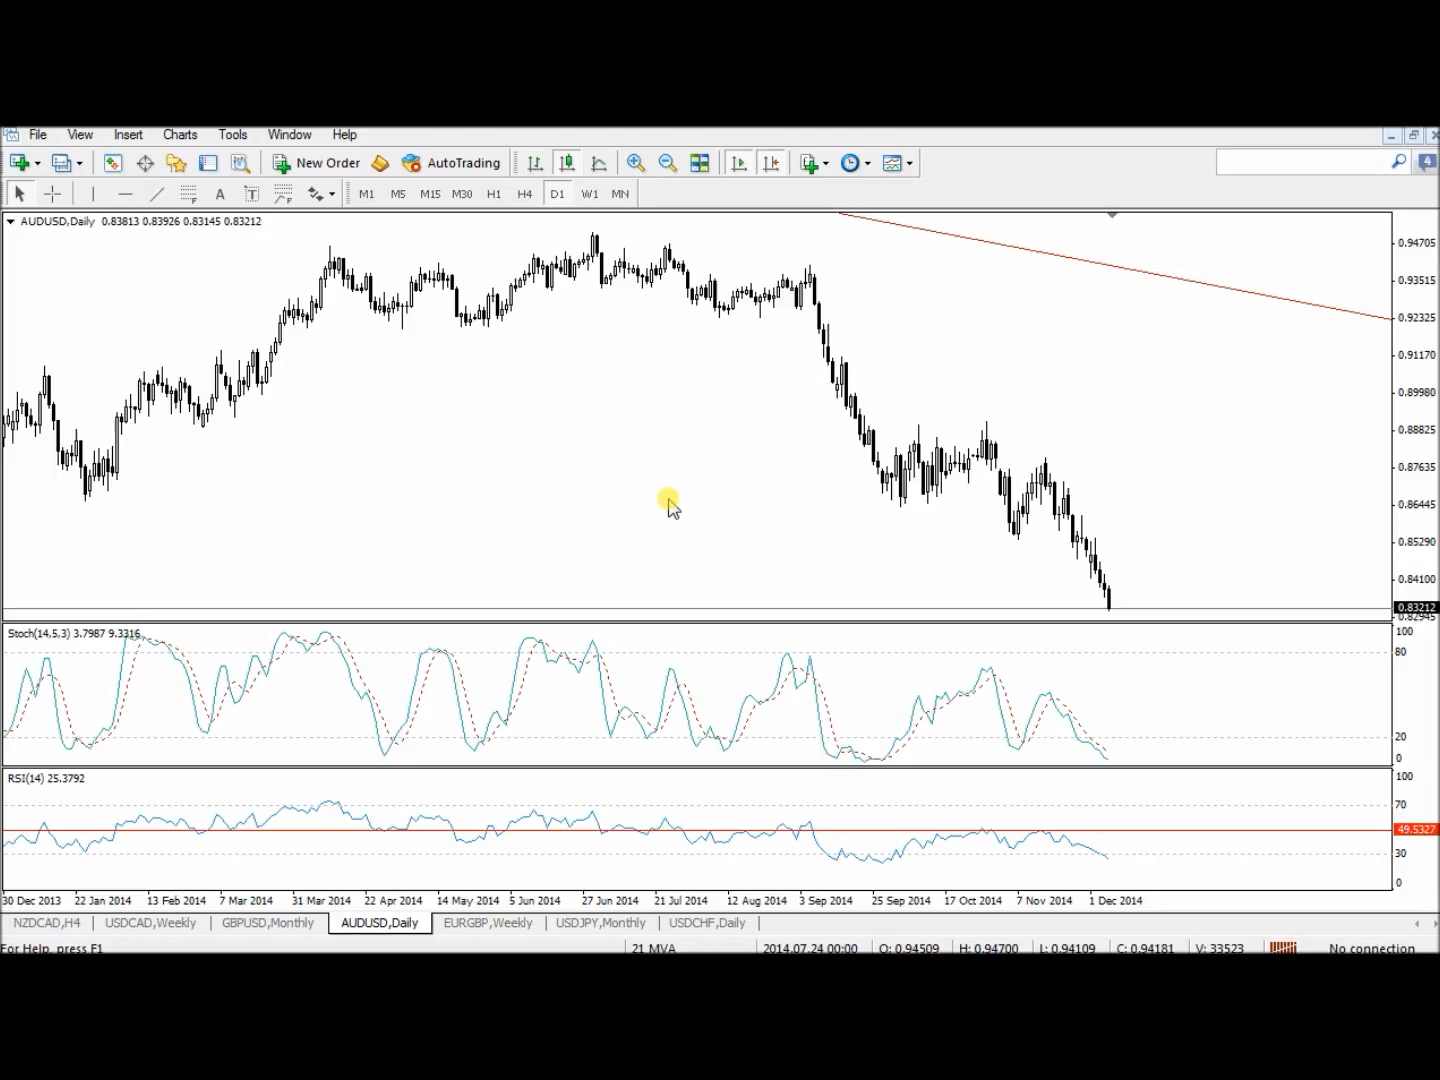 File View Insert Charts Tools Window Help
New Order AutoTrading 4
A T F F M1 M5 M15 M30 H1 H4 D1 W1 MN
AUDUSD,Daily 0.83813 0.83926 0.83145 0.83212
0.94705
0.93515
0.92325
0.91170
0.89980
0.88825
0.87635
0.86445
0.85290
0.84100
0.83212
0.82945
Stoch(14,5,3) 3.7987 9.3316
100
80
20
0
RSI(14) 25.3792
100
70
49.5327
30
0
30 Dec 2013 22 Jan 2014 13 Feb 2014 7 Mar 2014 31 Mar 2014 22 Apr 2014 14 May 2014 5 Jun 2014 27 Jun 2014 21 Jul 2014 12 Aug 2014 3 Sep 2014 25 Sep 2014 17 Oct 2014 7 Nov 2014 1 Dec 2014
NZDCAD,H4 USDCAD,Weekly GBPUSD,Monthly AUDUSD,Daily EURGBP,Weekly USDJPY,Monthly USDCHF,Daily
For Help, press F1 21 MVA 2014.07.24 00:00 O: 0.94509 H: 0.94700 L: 0.94109 C: 0.94181 V: 33523 No connection